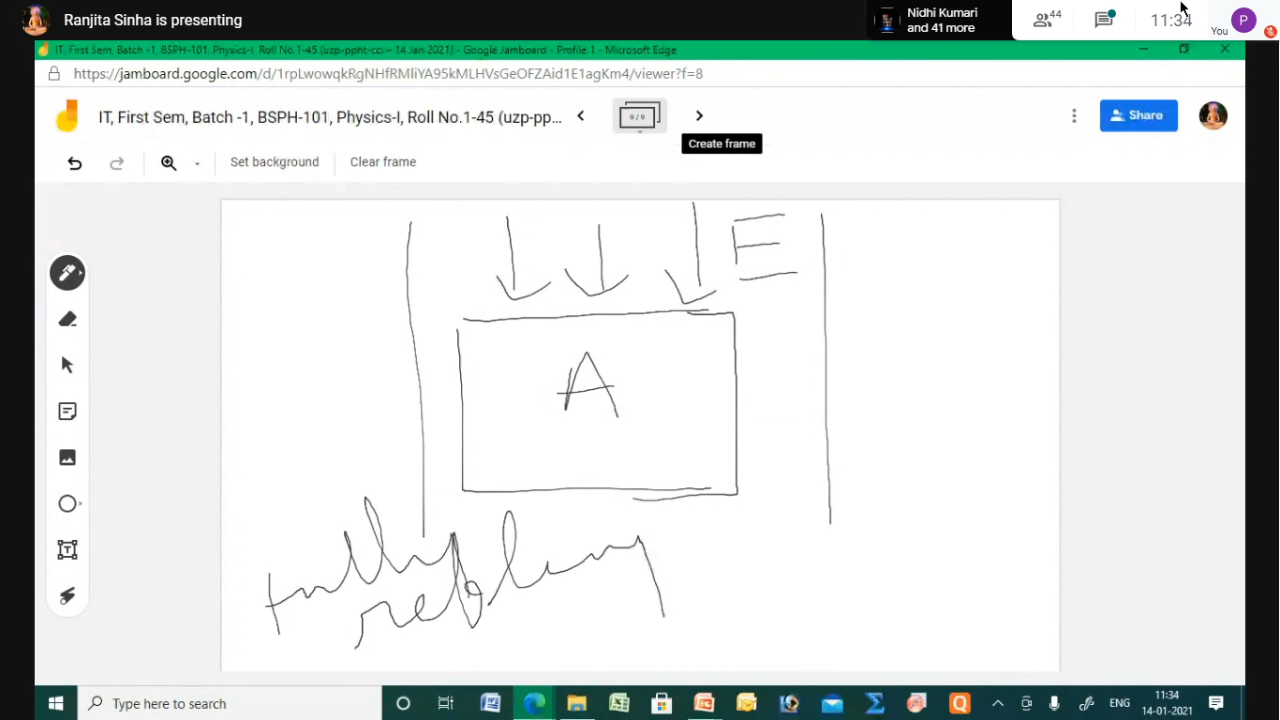 Ranjita Sinha is presenting
Nidhi Kumari
and 41 more
44
11:34
You
P
IT, First Sem, Batch -1, BSPH-101, Physics-I, Roll No.1-45 (uzp-ppht-cci – 14 Jan 2021) - Google Jamboard - Profile 1 - Microsoft Edge
https://jamboard.google.com/d/1rpLwowqkRgNHfRMliYA95kMLHVsGeOFZAid1E1agKm4/viewer?f=8
IT, First Sem, Batch -1, BSPH-101, Physics-I, Roll No.1-45 (uzp-pp...
9 / 9
Share
Create frame
Set background
Clear frame
E
A
Type here to search
ENG
11:34
14-01-2021